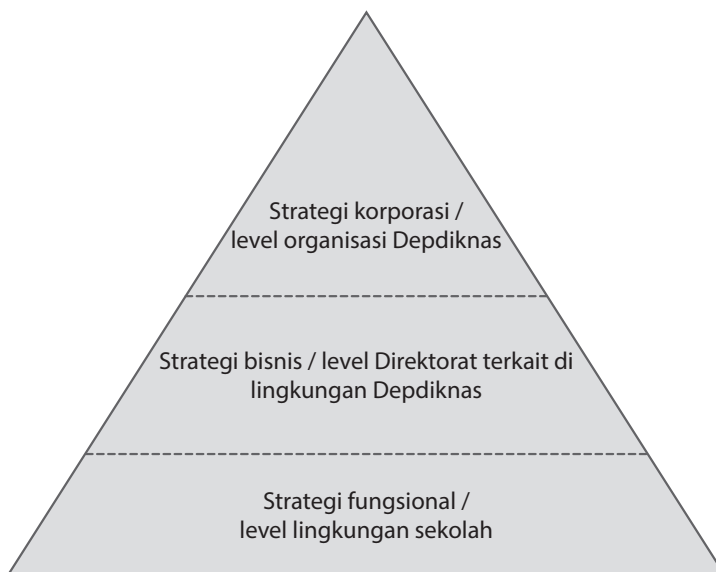 Strategi korporasi /
level organisasi Depdiknas
Strategi bisnis / level Direktorat terkait di
lingkungan Depdiknas
Strategi fungsional /
level lingkungan sekolah